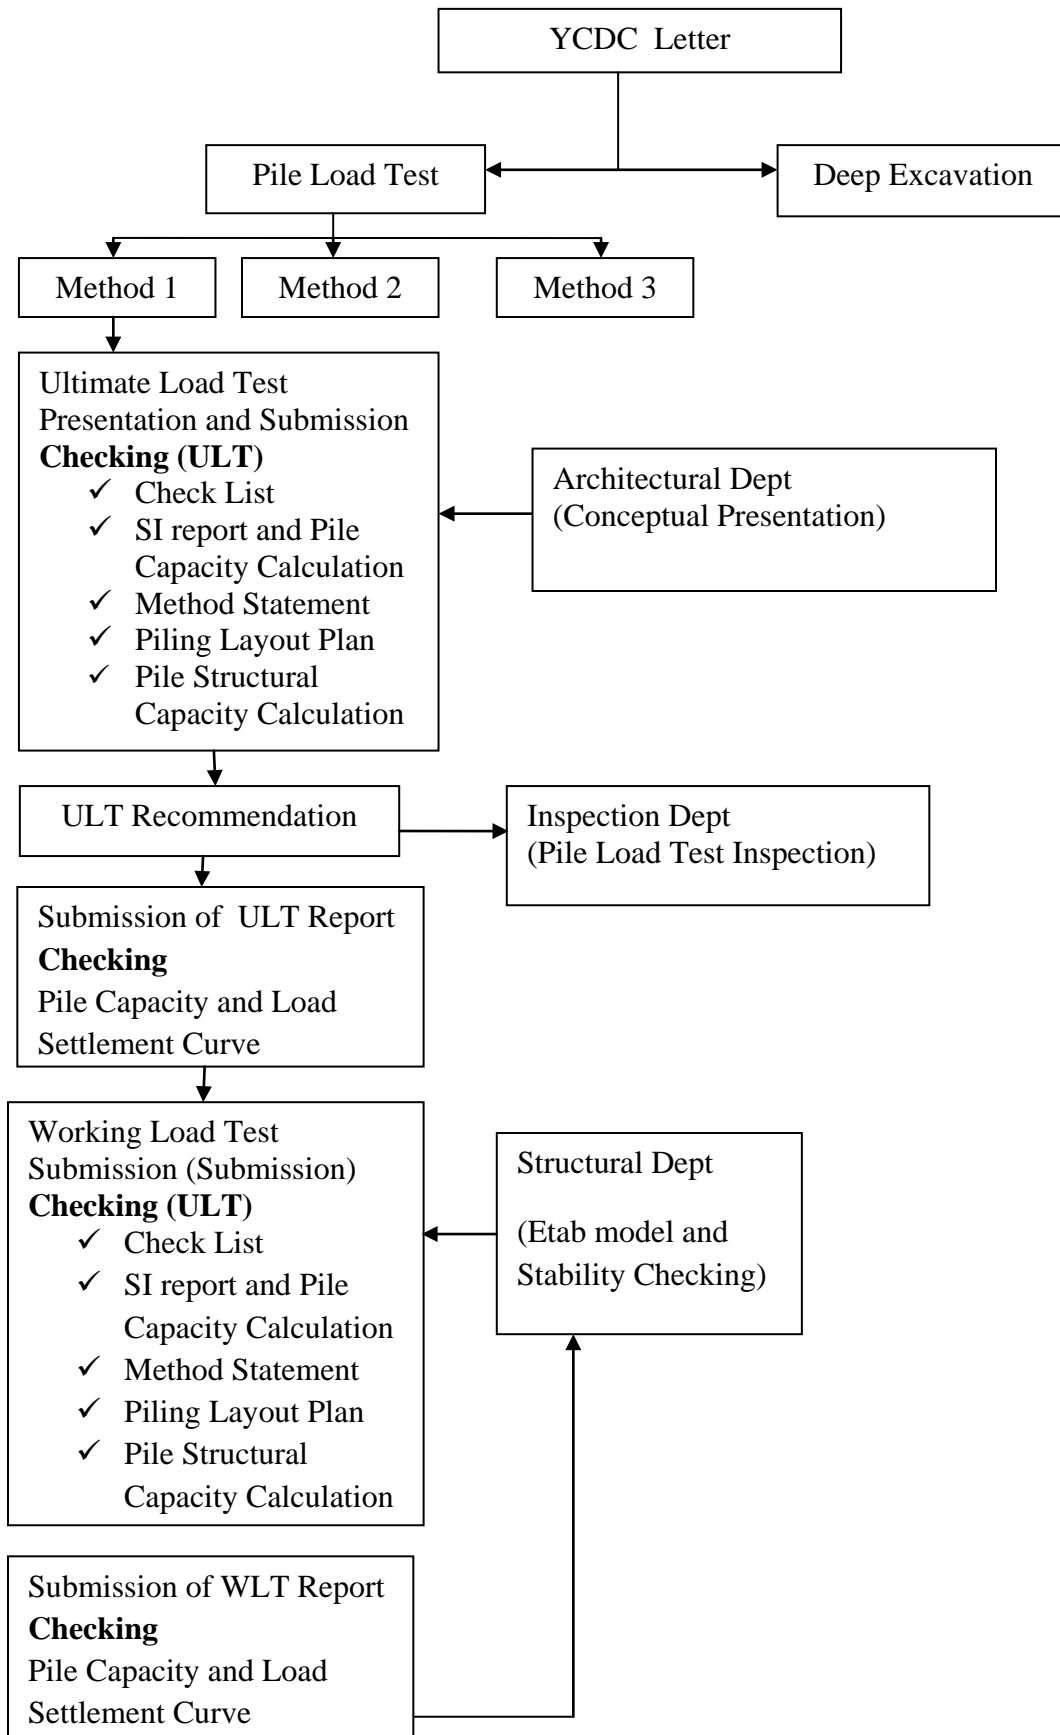 YCDC  Letter
Pile Load Test
Deep Excavation
Method 1
Method 2
Method 3
Ultimate Load Test
Presentation and Submission
Checking (ULT)
✓ Check List
✓ SI report and Pile
Capacity Calculation
✓ Method Statement
✓ Piling Layout Plan
✓ Pile Structural
Capacity Calculation
Architectural Dept
(Conceptual Presentation)
ULT Recommendation
Inspection Dept
(Pile Load Test Inspection)
Submission of  ULT Report
Checking
Pile Capacity and Load
Settlement Curve
Working Load Test
Submission (Submission)
Checking (ULT)
✓ Check List
✓ SI report and Pile
Capacity Calculation
✓ Method Statement
✓ Piling Layout Plan
✓ Pile Structural
Capacity Calculation
Structural Dept
(Etab model and
Stability Checking)
Submission of WLT Report
Checking
Pile Capacity and Load
Settlement Curve